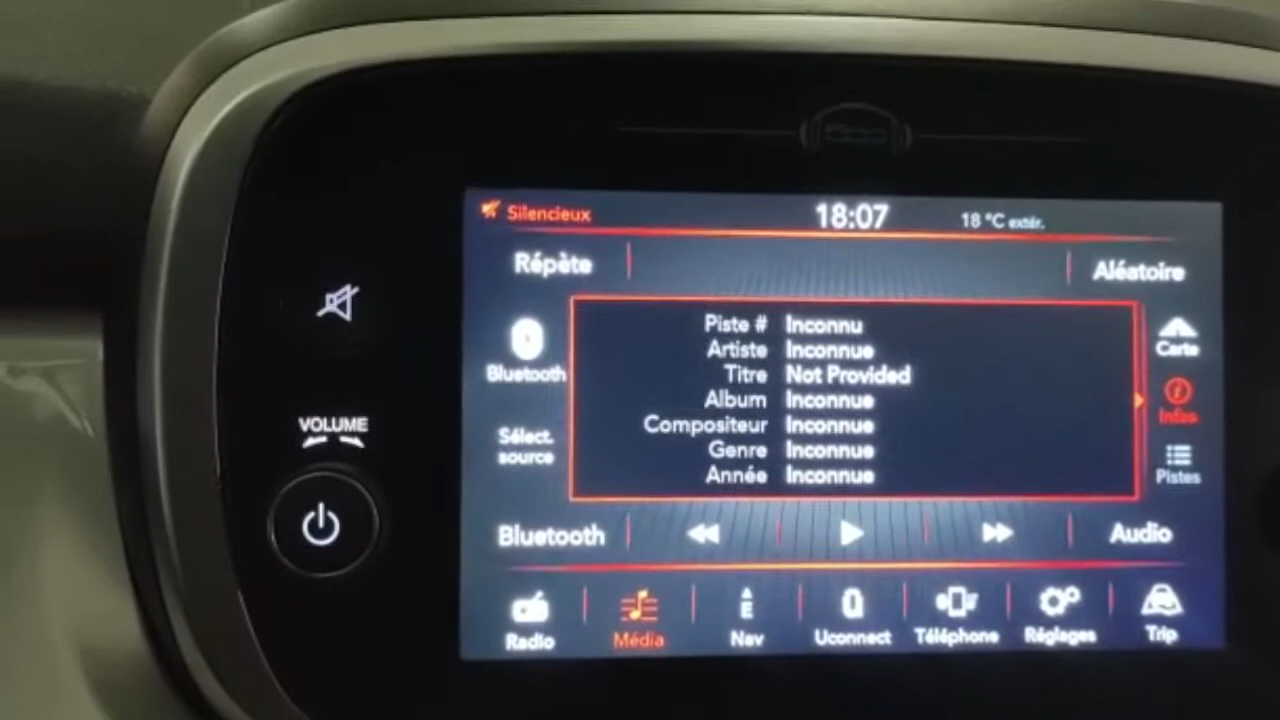 500
Silencieux 18:07 18 °C extér.
Répète Aléatoire
Piste # Inconnu
Artiste Inconnue
Titre Not Provided
Album Inconnue
Compositeur Inconnue
Genre Inconnue
Année Inconnue
Bluetooth
Sélect.
source
Carte
Infos
Pistes
VOLUME
Bluetooth Audio
Radio Média E Nav Uconnect Téléphone Réglages Trip